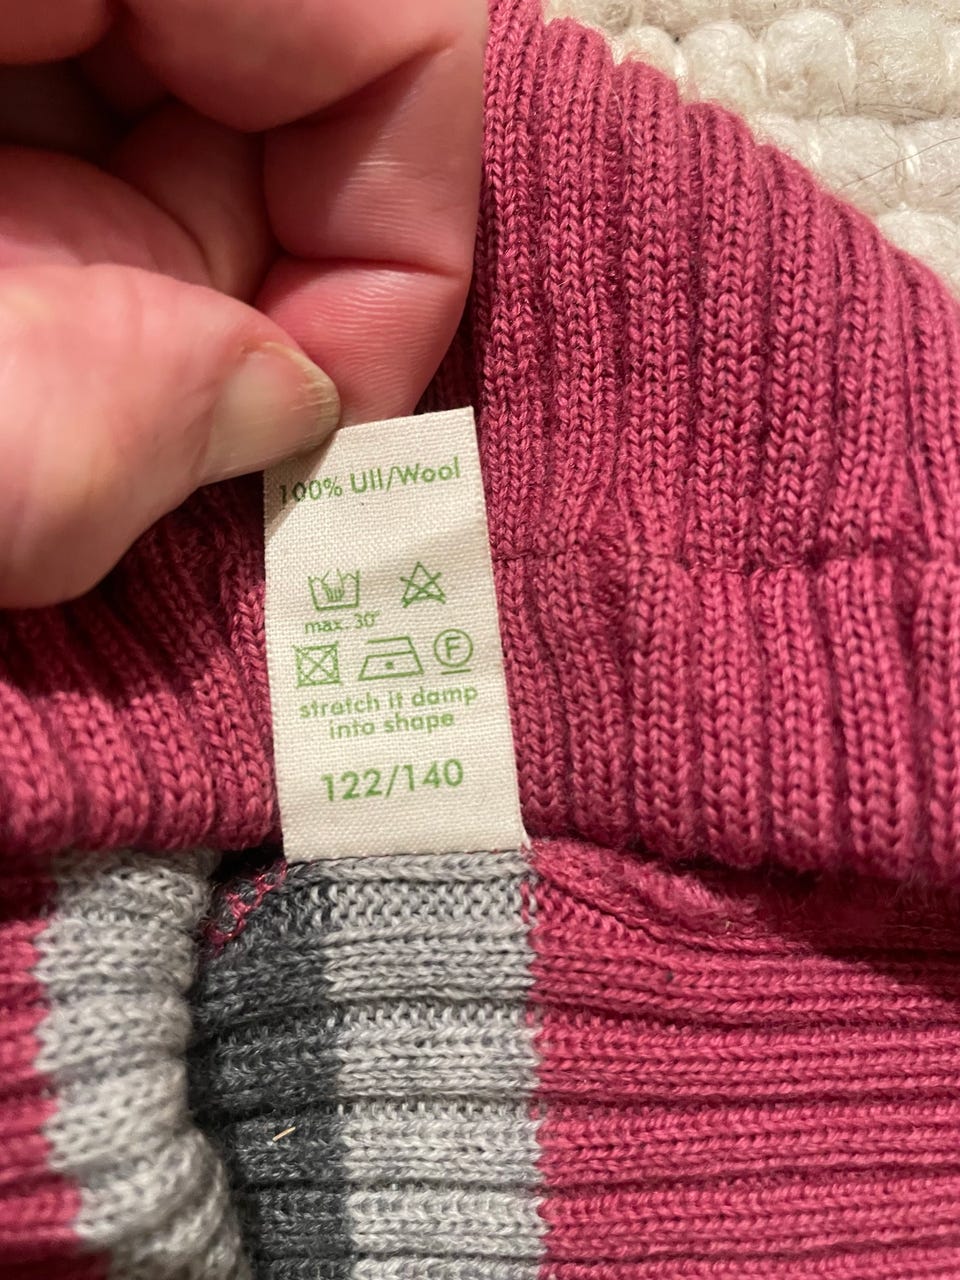 100% Ull/Wool
max. 30°
F
stretch it damp
into shape
122/140